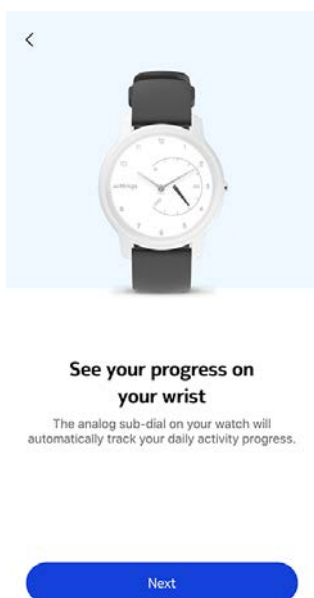 withings
See your progress on
your wrist
The analog sub-dial on your watch will
automatically track your daily activity progress.
Next